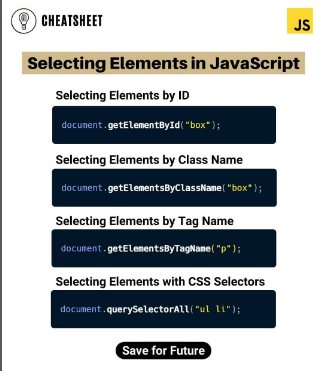 CHEATSHEET
JS
Selecting Elements in JavaScript
Selecting Elements by ID
document.getElementById("box");
Selecting Elements by Class Name
document.getElementsByClassName("box");
Selecting Elements by Tag Name
document.getElementsByTagName("p");
Selecting Elements with CSS Selectors
document.querySelectorAll("ul li");
Save for Future